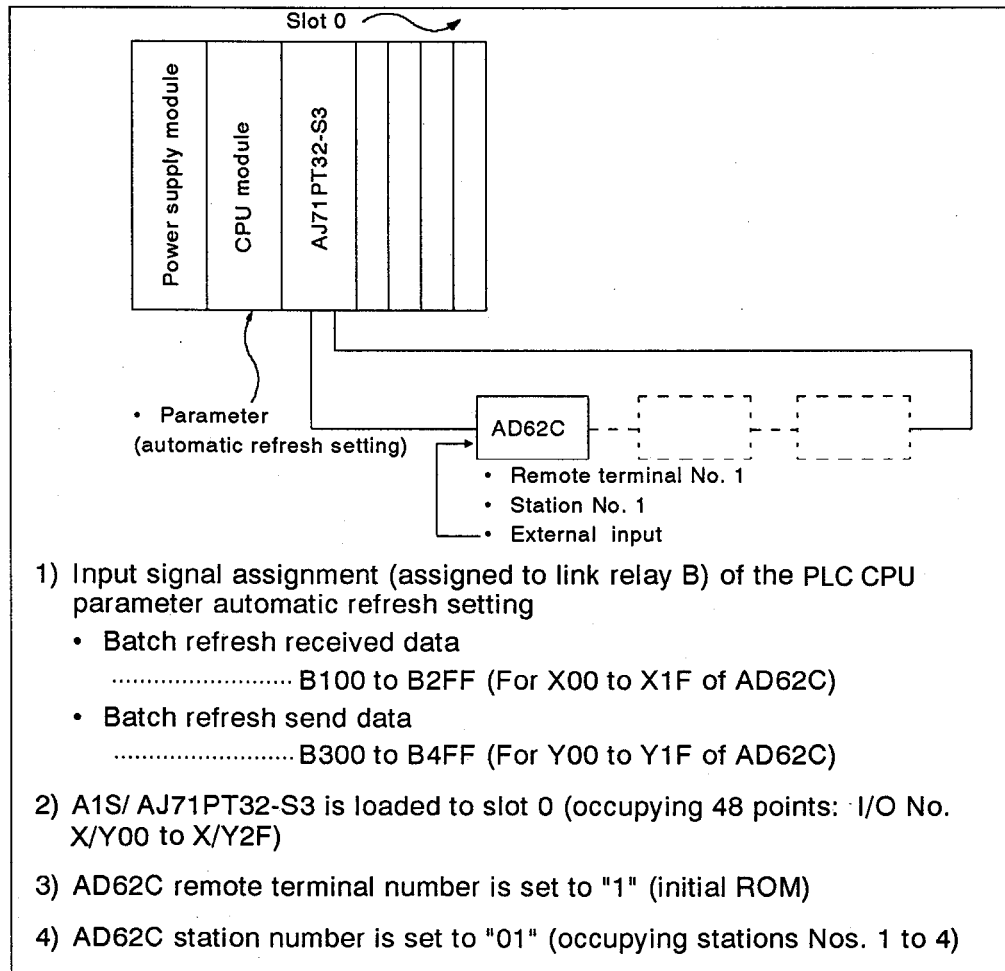 Slot 0
Power supply module
CPU module
AJ71PT32-S3
• Parameter
(automatic refresh setting)
AD62C
• Remote terminal No. 1
• Station No. 1
• External input
1) Input signal assignment (assigned to link relay B) of the PLC CPU
parameter automatic refresh setting
• Batch refresh received data
.......................... B100 to B2FF (For X00 to X1F of AD62C)
• Batch refresh send data
.......................... B300 to B4FF (For Y00 to Y1F of AD62C)
2) A1S/ AJ71PT32-S3 is loaded to slot 0 (occupying 48 points: I/O No.
X/Y00 to X/Y2F)
3) AD62C remote terminal number is set to "1" (initial ROM)
4) AD62C station number is set to "01" (occupying stations Nos. 1 to 4)